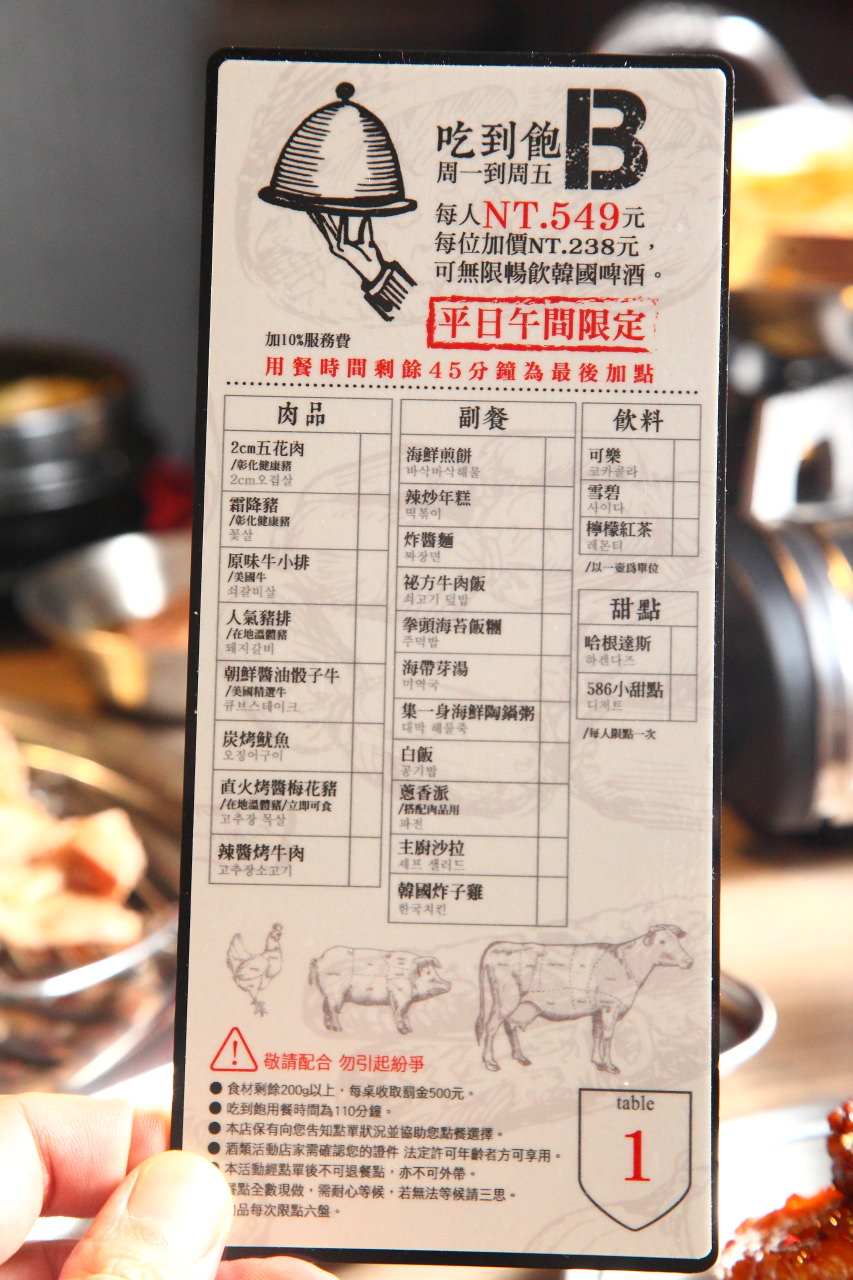 吃到飽 B
周一到周五
每人NT.549元
每位加價NT.238元，
可無限暢飲韓國啤酒。
平日午間限定
加10%服務費
用餐時間剩餘45分鐘為最後加點
肉品
2cm五花肉
/彰化健康豬
2cm오겹살
霜降豬
/彰化健康豬
꽃살
原味牛小排
/美國牛
쇠갈비살
人氣豬排
/在地溫體豬
돼지갈비
朝鮮醬油骰子牛
/美國精選牛
큐브스테이크
炭烤魷魚
오징어구이
直火烤醬梅花豬
/在地溫體豬/立即可食
고추장 목살
辣醬烤牛肉
고추장소고기
副餐
海鮮煎餅
바삭바삭해물
辣炒年糕
떡볶이
炸醬麵
짜장면
祕方牛肉飯
쇠고기 덮밥
拳頭海苔飯糰
주먹밥
海帶芽湯
미역국
集一身海鮮陶鍋粥
대박 해물죽
白飯
공기밥
蔥香派
/搭配肉品用
파전
主廚沙拉
세프 샐러드
韓國炸子雞
한국치킨
飲料
可樂
코카콜라
雪碧
사이다
檸檬紅茶
레몬티
/以一壺為單位
甜點
哈根達斯
하겐다즈
586小甜點
디저트
/每人限點一次
敬請配合 勿引起紛爭
● 食材剩餘200g以上，每桌收取罰金500元。
● 吃到飽用餐時間為110分鐘。
● 本店保有向您告知點單狀況並協助您點餐選擇。
● 酒類活動店家需確認您的證件 法定許可年齡者方可享用。
本活動經點單後不可退餐點，亦不可外帶。
餐點全數現做，需耐心等候，若無法等候請三思。
品每次限點六盤。
table
1